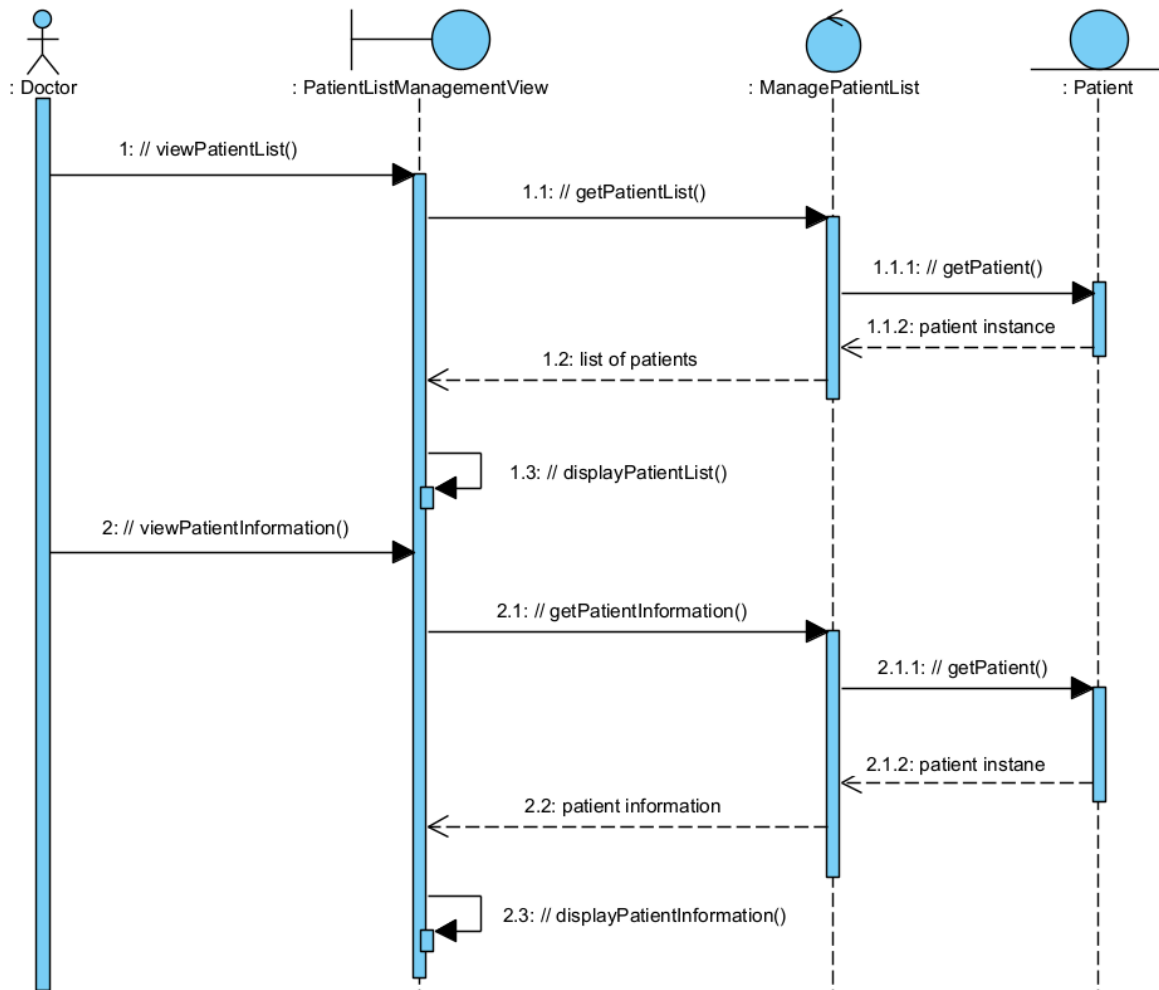 : Doctor
: PatientListManagementView
: ManagePatientList
: Patient
1: // viewPatientList()
1.1: // getPatientList()
1.1.1: // getPatient()
1.1.2: patient instance
1.2: list of patients
1.3: // displayPatientList()
2: // viewPatientInformation()
2.1: // getPatientInformation()
2.1.1: // getPatient()
2.1.2: patient instane
2.2: patient information
2.3: // displayPatientInformation()